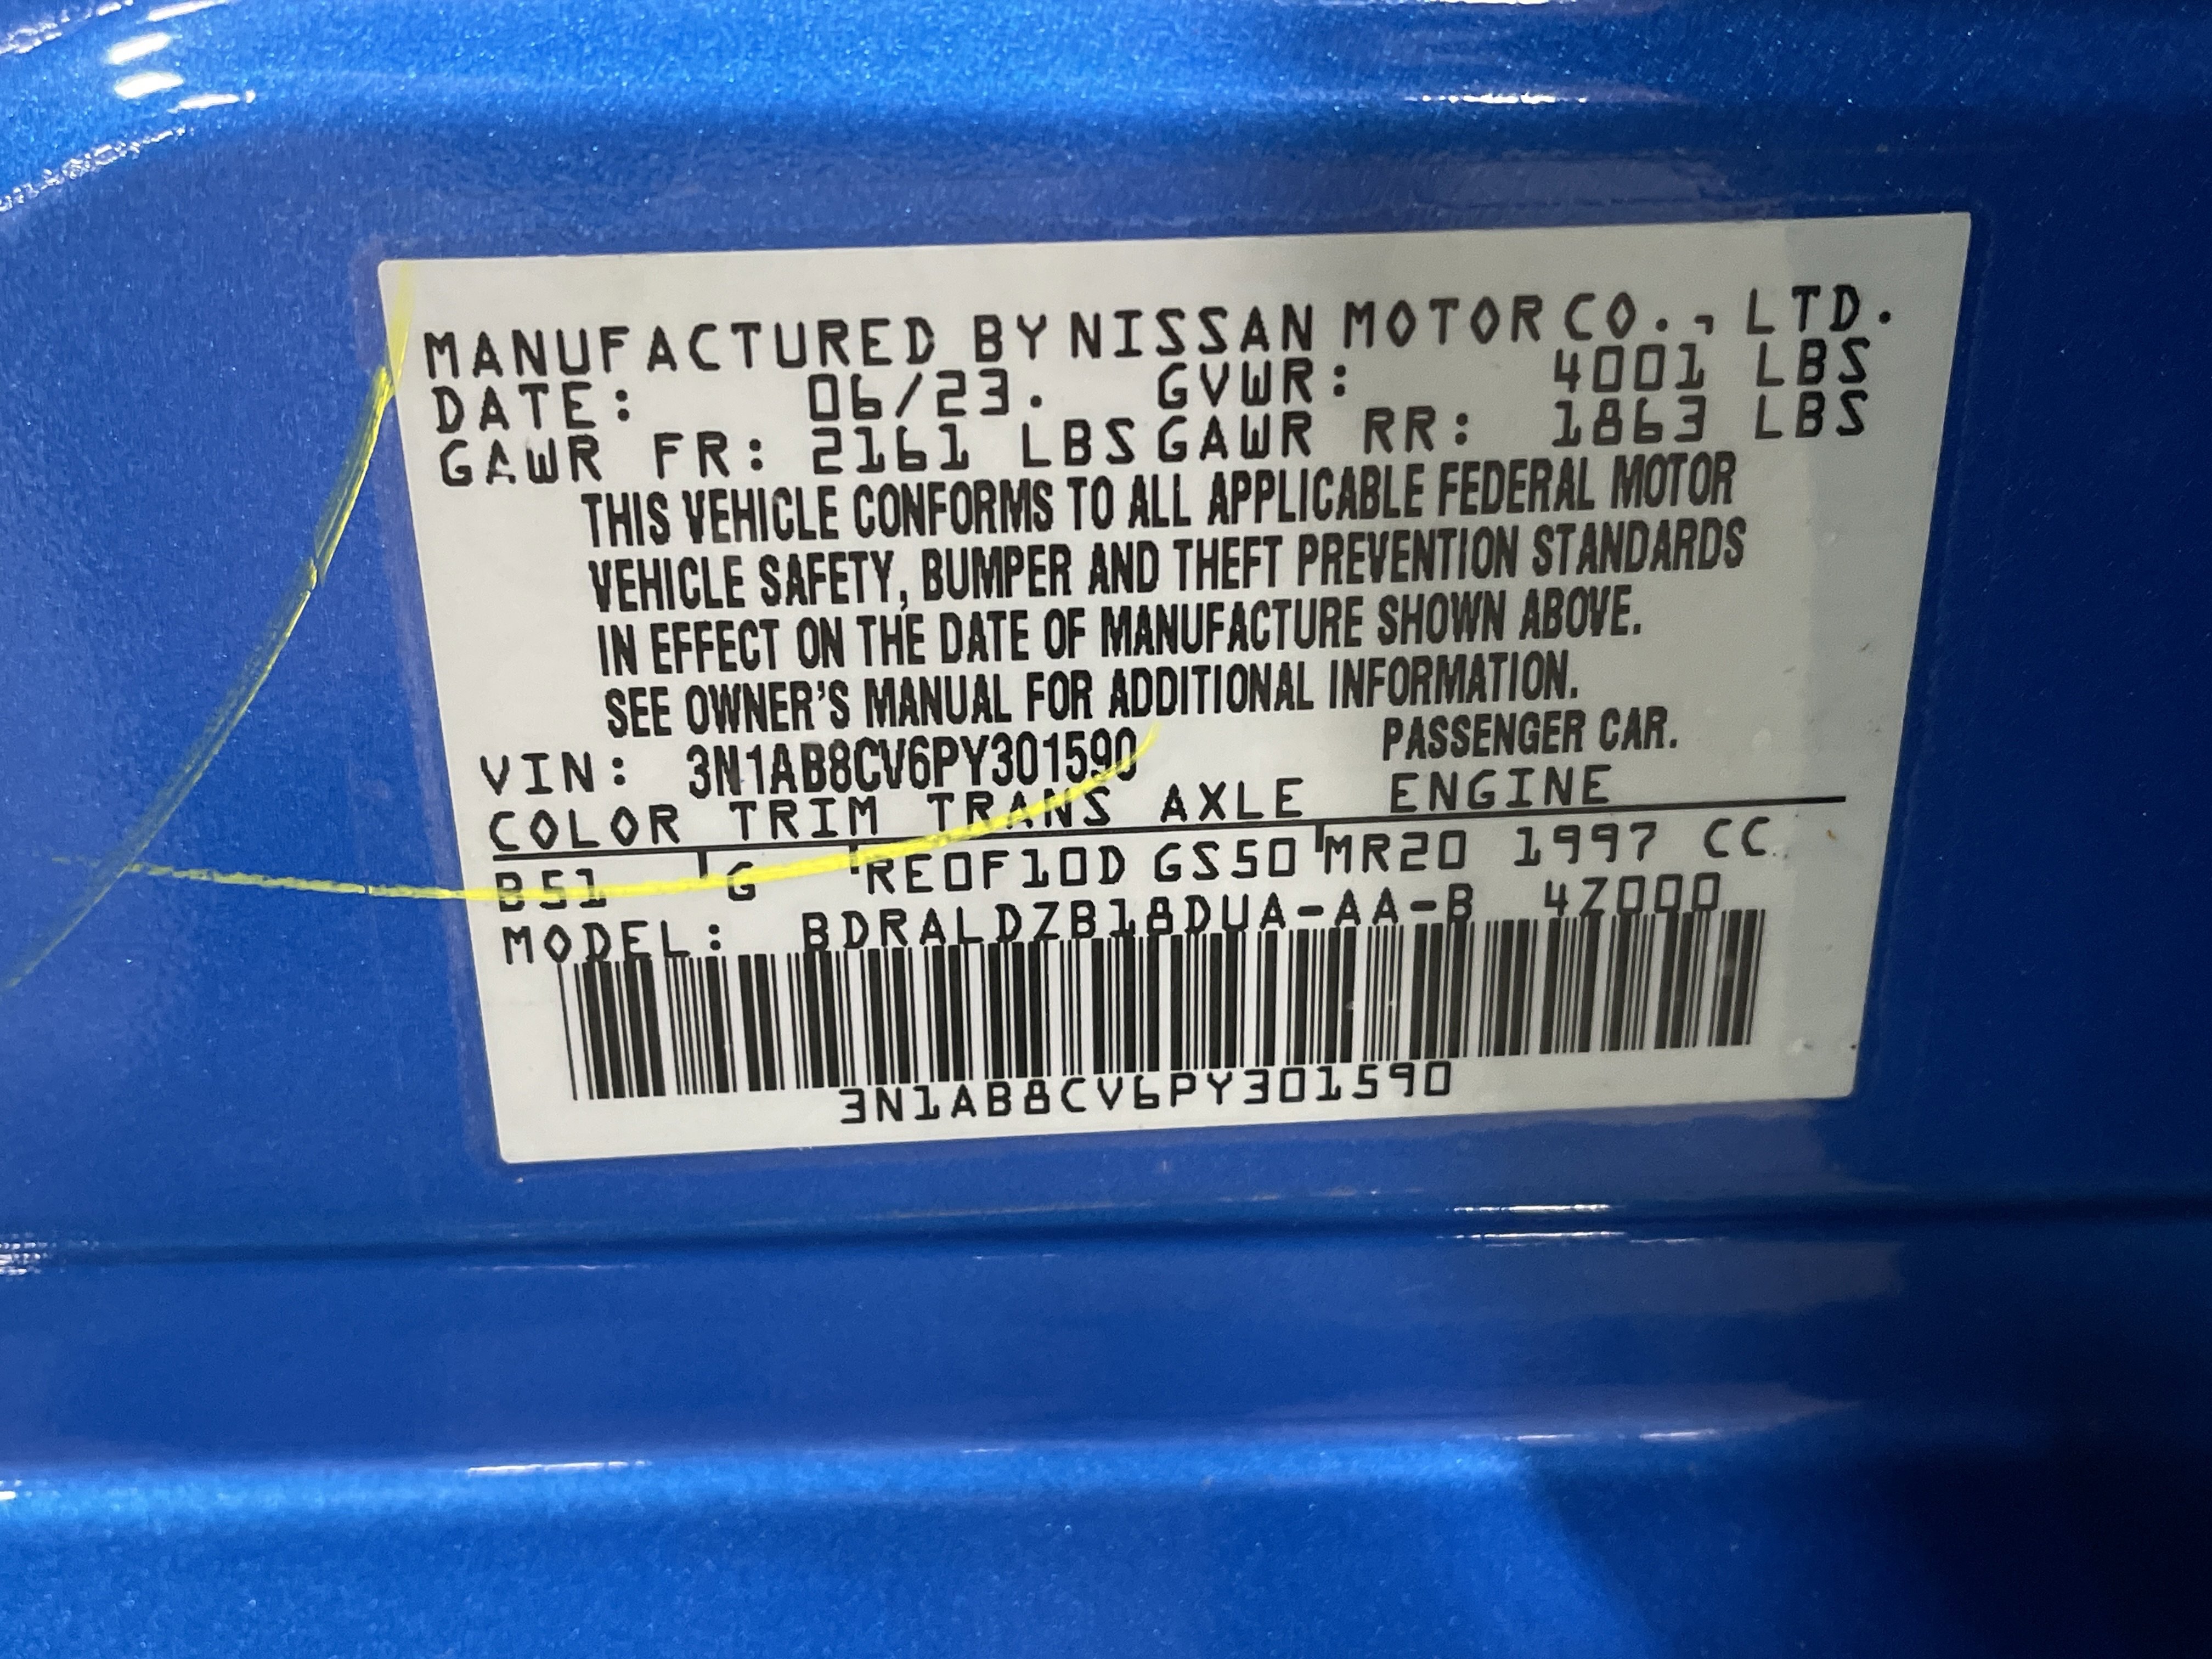 MANUFACTURED BY NISSAN MOTOR CO., LTD.
DATE: 06/23. GVWR: 4001 LBS
GAWR FR: 2161 LBS GAWR RR: 1863 LBS
THIS VEHICLE CONFORMS TO ALL APPLICABLE FEDERAL MOTOR
VEHICLE SAFETY, BUMPER AND THEFT PREVENTION STANDARDS
IN EFFECT ON THE DATE OF MANUFACTURE SHOWN ABOVE.
SEE OWNER'S MANUAL FOR ADDITIONAL INFORMATION.
VIN: 3N1AB8CV6PY301590 PASSENGER CAR.
COLOR TRIM TRANS AXLE ENGINE
B51 G RE0F10D GS50 MR20 1997 CC
MODEL: BDRALDZB18DUA-AA-B 4Z000
3N1AB8CV6PY301590